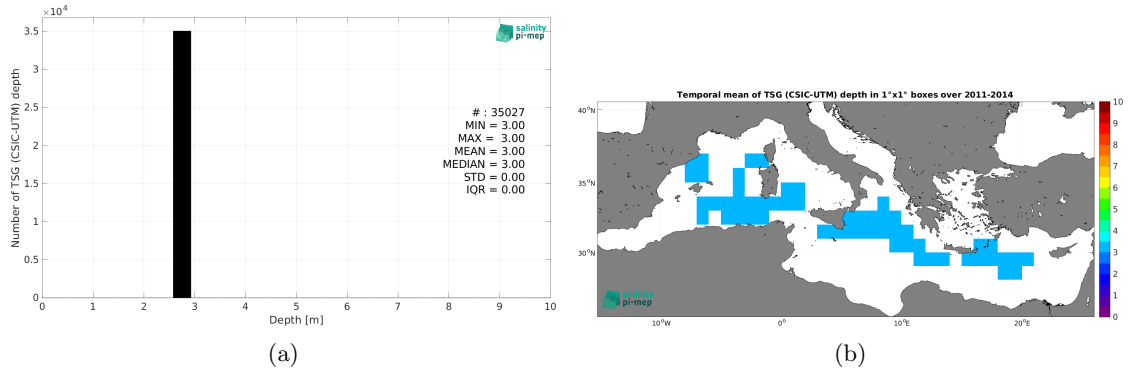 ×10⁴
3.5
3
2.5
2
1.5
1
0.5
0
Number of TSG (CSIC-UTM) depth
salinity
pi-mep
# : 35027
MIN = 3.00
MAX = 3.00
MEAN = 3.00
MEDIAN = 3.00
STD = 0.00
IQR = 0.00
0 1 2 3 4 5 6 7 8 9 10
Depth [m]
(a)
Temporal mean of TSG (CSIC-UTM) depth in 1°x1° boxes over 2011-2014
40°N
35°N
30°N
10°W 0° 10°E 20°E
salinity
pi-mep
10
9
8
7
6
5
4
3
2
1
0
(b)